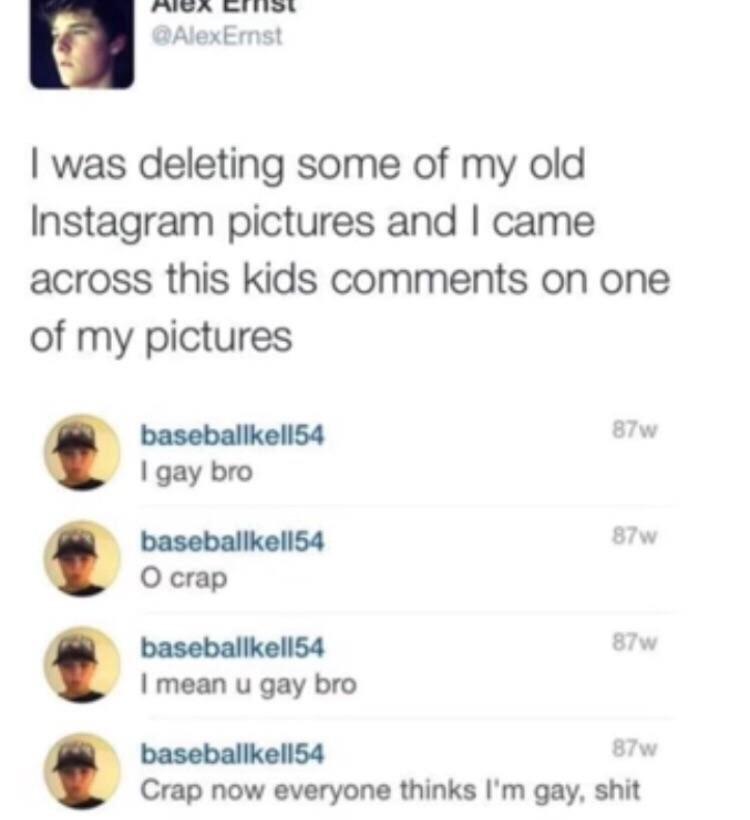 Alex Ernst
@AlexErnst
I was deleting some of my old
Instagram pictures and I came
across this kids comments on one
of my pictures
baseballkell54 87w
I gay bro
baseballkell54 87w
O crap
baseballkell54 87w
I mean u gay bro
baseballkell54 87w
Crap now everyone thinks I'm gay, shit